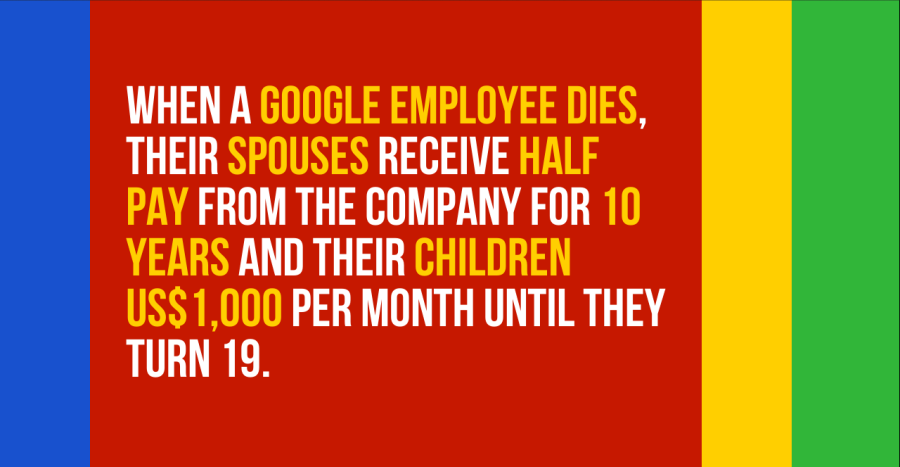 WHEN A GOOGLE EMPLOYEE DIES,
THEIR SPOUSES RECEIVE HALF
PAY FROM THE COMPANY FOR 10
YEARS AND THEIR CHILDREN
US$1,000 PER MONTH UNTIL THEY
TURN 19.